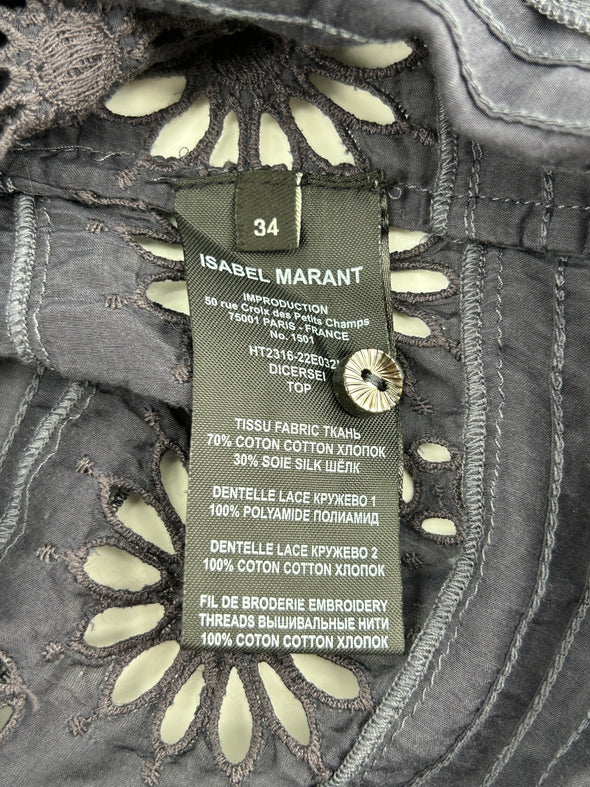 34
ISABEL MARANT
IMPRODUCTION
50 rue Croix des Petits Champs
75001 PARIS - FRANCE
No. 1501
DICERSEI
TOP
TISSU FABRIC ТКАНЬ
70% COTON COTTON ХЛОПОК
30% SOIE SILK ШЁЛК
DENTELLE LACE КРУЖЕВО 1
100% POLYAMIDE ПОЛИАМИД
DENTELLE LACE КРУЖЕВО 2
100% COTON COTTON ХЛОПОК
FIL DE BRODERIE EMBROIDERY
THREADS ВЫШИВАЛЬНЫЕ НИТИ
100% COTON COTTON ХЛОПОК